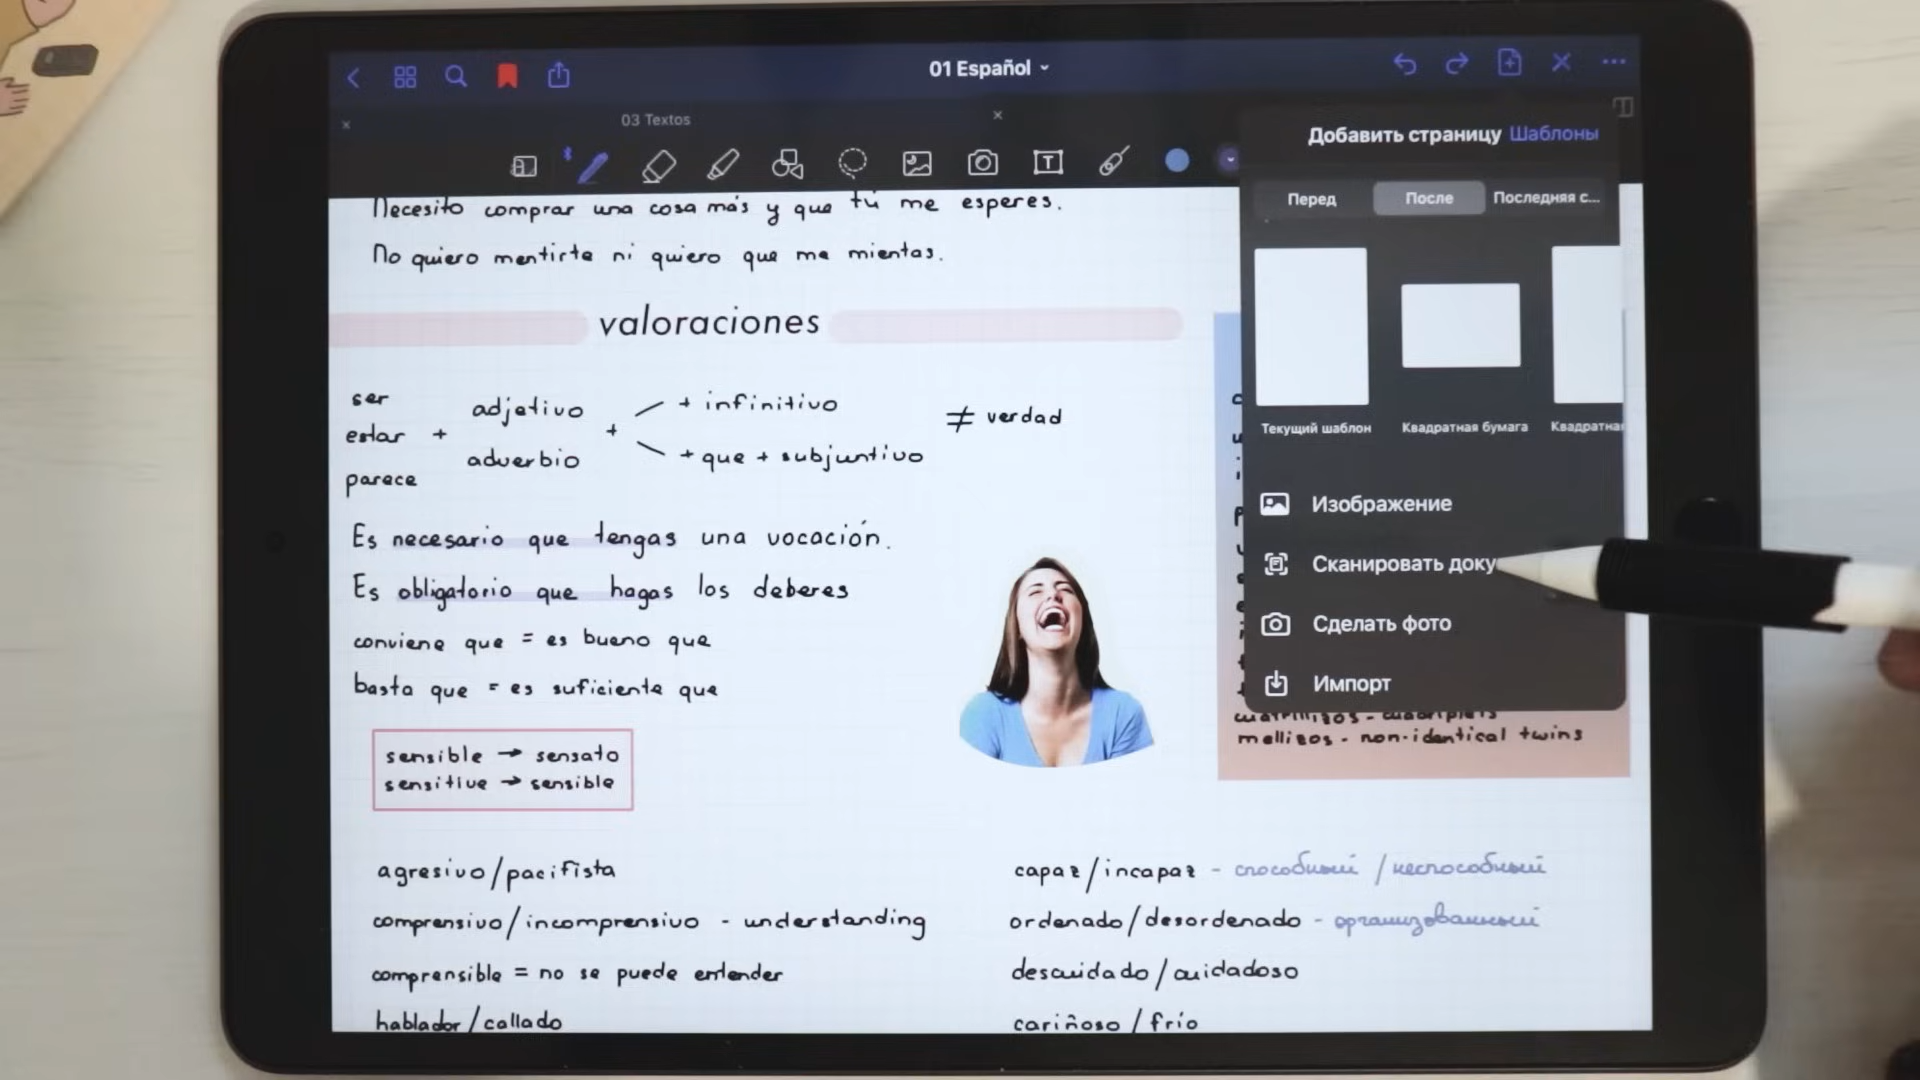 01 Español
03 Textos
Добавить страницу Шаблоны
Перед После Последняя с...
Текущий шаблон Квадратная бумага Квадратная
Изображение
Сканировать доку
Сделать фото
Импорт
Necesito comprar una cosa más y que tú me esperes.
No quiero mentirte ni quiero que me mientas.
valoraciones
ser
estar
parece
+
adjetivo
adverbio
+
+ infinitivo
+ que + subjuntivo
≠ verdad
Es necesario que tengas una vocación.
Es obligatorio que hagas los deberes
conviene que = es bueno que
basta que = es suficiente que
sensible → sensato
sensitive → sensible
mellizos - non-identical twins
agresivo/pacifista
comprensivo/incomprensivo - understanding
comprensible = no se puede entender
hablador/callado
capaz/incapaz - способный /неспособный
ordenado/desordenado - организованный
descuidado/cuidadoso
cariñoso/frío